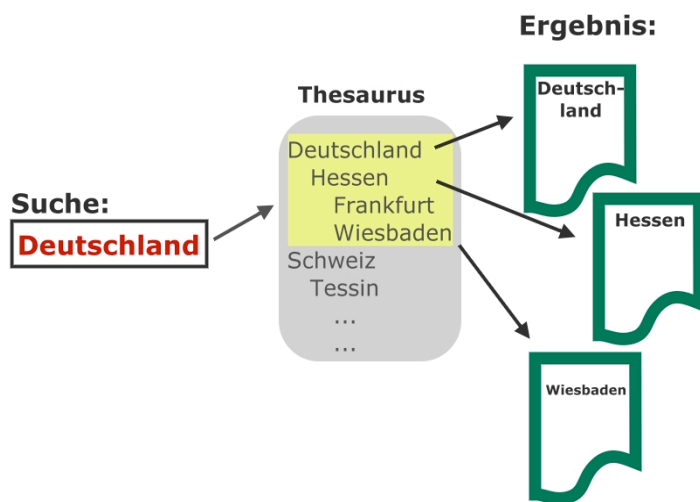 Suche:
Deutschland
Thesaurus
Deutschland
Hessen
Frankfurt
Wiesbaden
Schweiz
Tessin
...
...
Ergebnis:
Deutsch-
land
Hessen
Wiesbaden